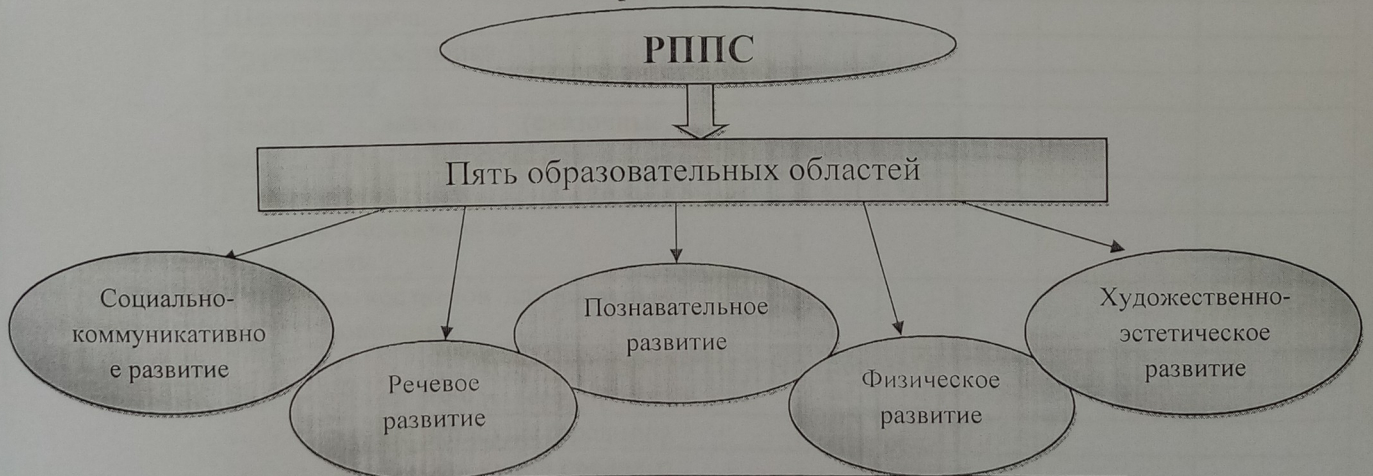 РППС
Пять образовательных областей
Социально-
коммуникативно
е развитие
Речевое
развитие
Познавательное
развитие
Физическое
развитие
Художественно-
эстетическое
развитие